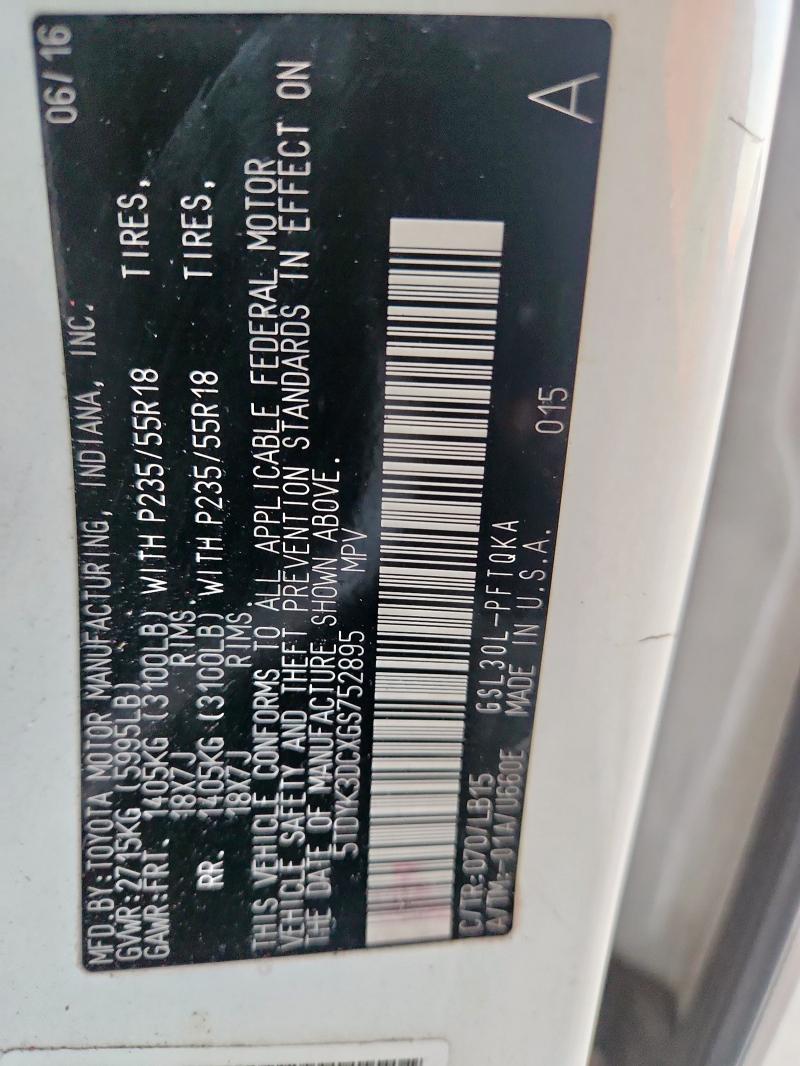 MFD.BY:TOYOTA MOTOR MANUFACTURING, INDIANA, INC. 06/16
GVWR:2715KG (5995LB)
GAWR:FRT. 1405KG (3100LB) WITH P235/55R18 TIRES,
18X7J RIMS.
RR. 1405KG (3100LB) WITH P235/55R18 TIRES,
18X7J RIMS.
THIS VEHICLE CONFORMS TO ALL APPLICABLE FEDERAL MOTOR
VEHICLE SAFETY AND THEFT PREVENTION STANDARDS IN EFFECT ON
THE DATE OF MANUFACTURE SHOWN ABOVE.
5TDYK3DCXGS752895 MPV
C/TR:070/LB15 GSL30L-PFTQKA 015
A/TM:-01A/U660E MADE IN U.S.A. A